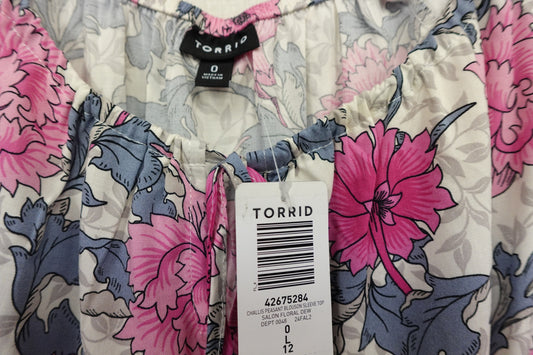 TORRID
0
MADE IN
VIETNAM
TORRID
42675284
CHALLIS PEASANT BLOUSON SLEEVE TOP
SALON FLORAL DEW
DEPT 0048 24FAL2
0
L
12